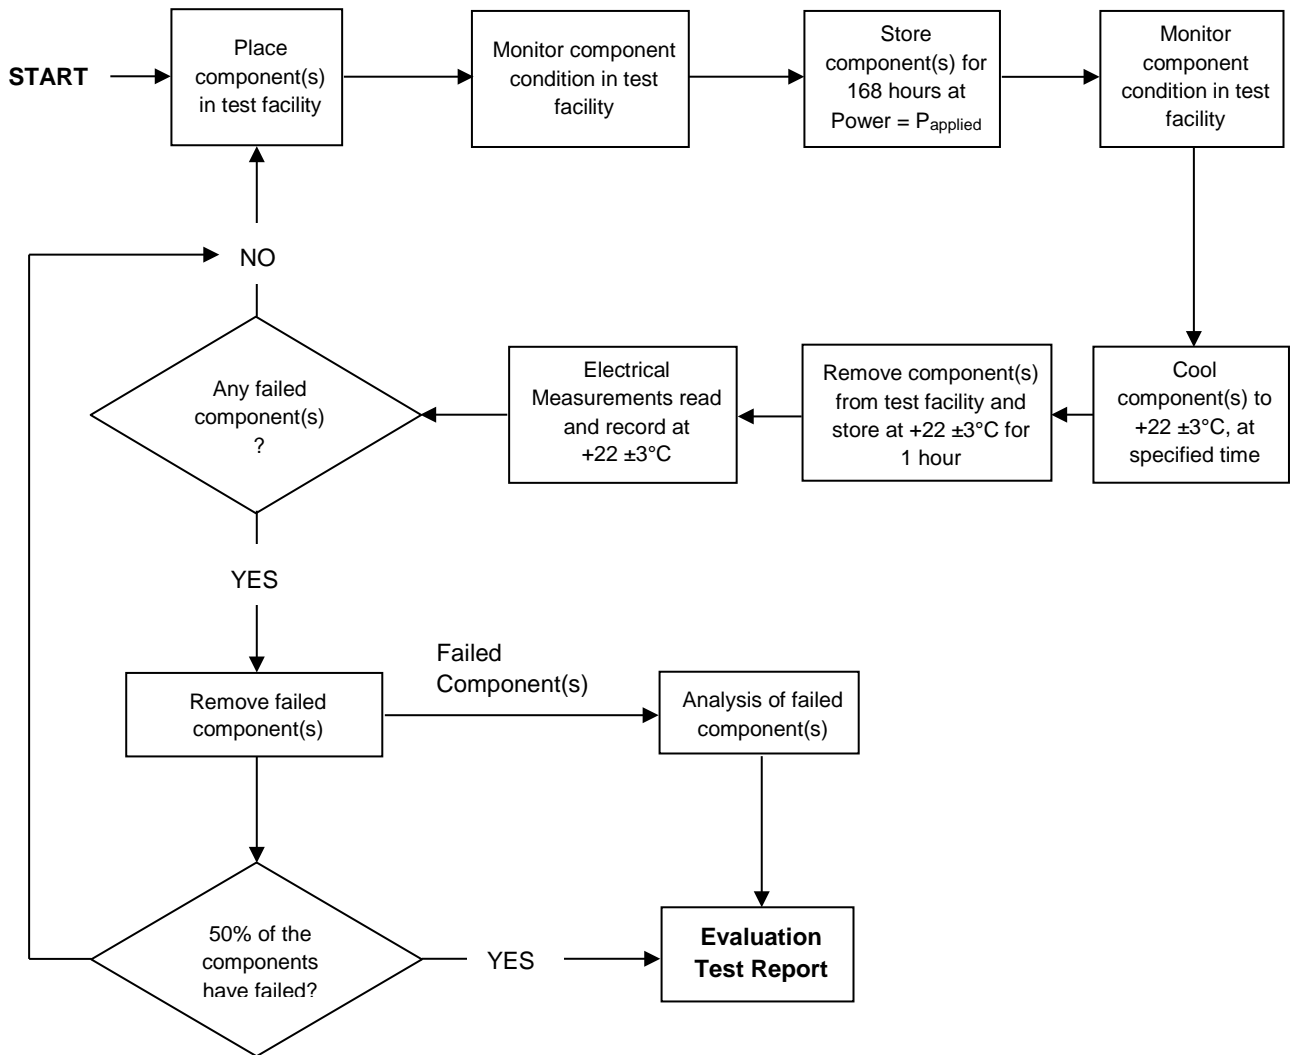 START
Place
component(s)
in test facility
Monitor component
condition in test
facility
Store
component(s) for
168 hours at
Power = Papplied
Monitor
component
condition in test
facility
NO
Any failed
component(s)
?
Electrical
Measurements read
and record at
+22 ±3°C
Remove component(s)
from test facility and
store at +22 ±3°C for
1 hour
Cool
component(s) to
+22 ±3°C, at
specified time
YES
Remove failed
component(s)
Failed
Component(s)
Analysis of failed
component(s)
50% of the
components
have failed?
YES
Evaluation
Test Report